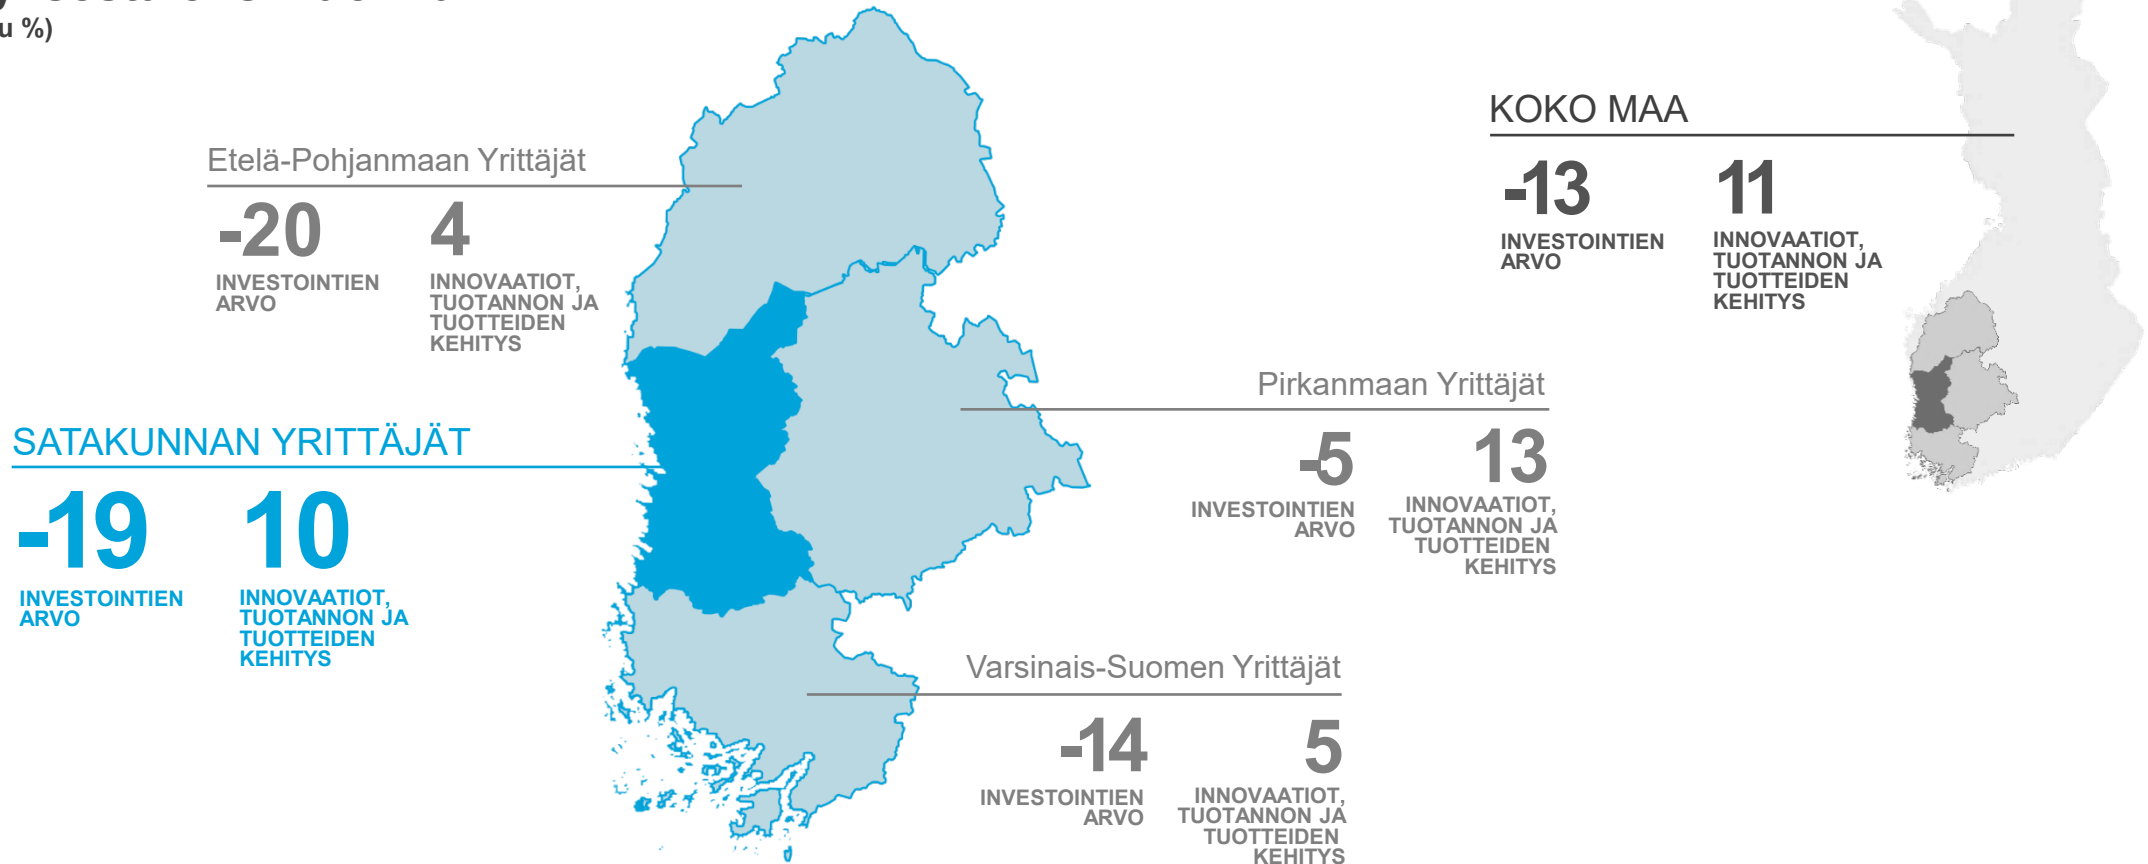 u %)
KOKO MAA
-13
11
INVESTOINTIEN
ARVO
INNOVAATIOT,
TUOTANNON JA
TUOTTEIDEN
KEHITYS
Etelä-Pohjanmaan Yrittäjät
-20
4
INVESTOINTIEN
ARVO
INNOVAATIOT,
TUOTANNON JA
TUOTTEIDEN
KEHITYS
Pirkanmaan Yrittäjät
-5
13
INVESTOINTIEN
ARVO
INNOVAATIOT,
TUOTANNON JA
TUOTTEIDEN
KEHITYS
SATAKUNNAN YRITTÄJÄT
-19
10
INVESTOINTIEN
ARVO
INNOVAATIOT,
TUOTANNON JA
TUOTTEIDEN
KEHITYS
Varsinais-Suomen Yrittäjät
-14
5
INVESTOINTIEN
ARVO
INNOVAATIOT,
TUOTANNON JA
TUOTTEIDEN
KEHITYS